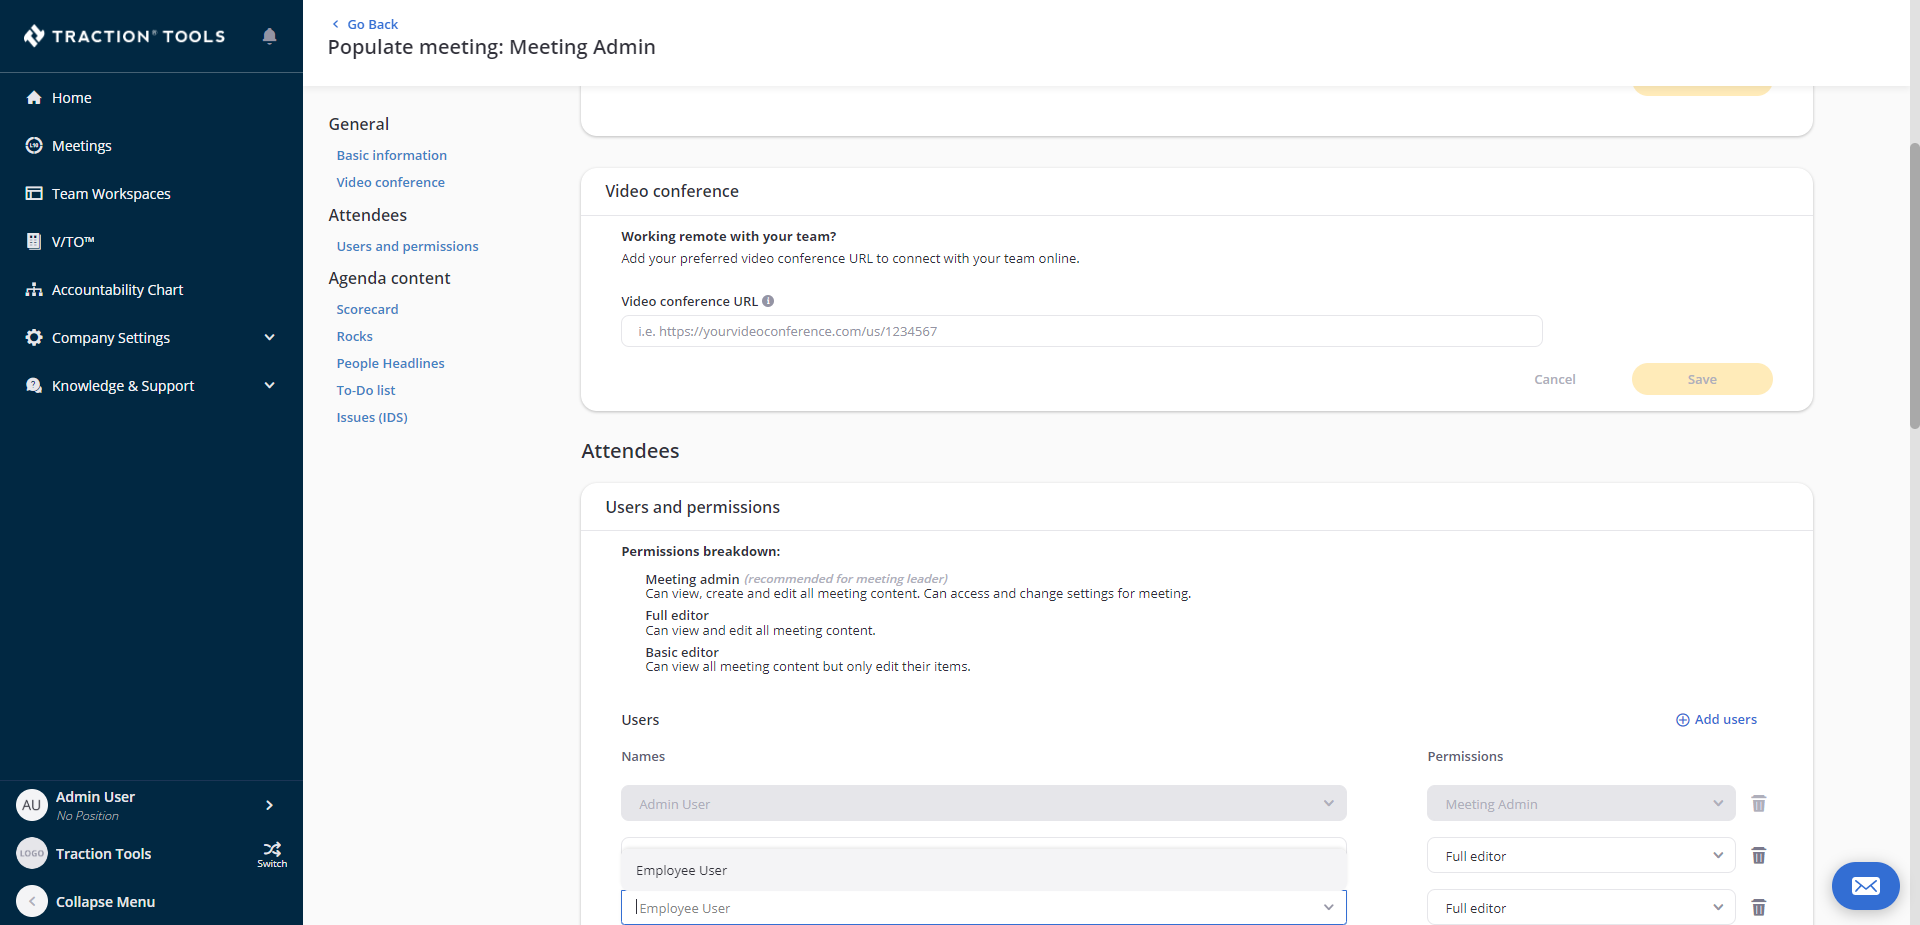 TRACTION® TOOLS
Home
Meetings
Team Workspaces
V/TO™
Accountability Chart
Company Settings
Knowledge & Support
AU
Admin User
No Position
LOGO
Traction Tools
Switch
Collapse Menu
Go Back
Populate meeting: Meeting Admin
General
Basic information
Video conference
Attendees
Users and permissions
Agenda content
Scorecard
Rocks
People Headlines
To-Do list
Issues (IDS)
Video conference
Working remote with your team?
Add your preferred video conference URL to connect with your team online.
Video conference URL
i.e. https://yourvideoconference.com/us/1234567
Cancel
Save
Attendees
Users and permissions
Permissions breakdown:
Meeting admin (recommended for meeting leader)
Can view, create and edit all meeting content. Can access and change settings for meeting.
Full editor
Can view and edit all meeting content.
Basic editor
Can view all meeting content but only edit their items.
Users
Add users
Names
Permissions
Admin User
Meeting Admin
Full editor
Employee User
Employee User
Full editor